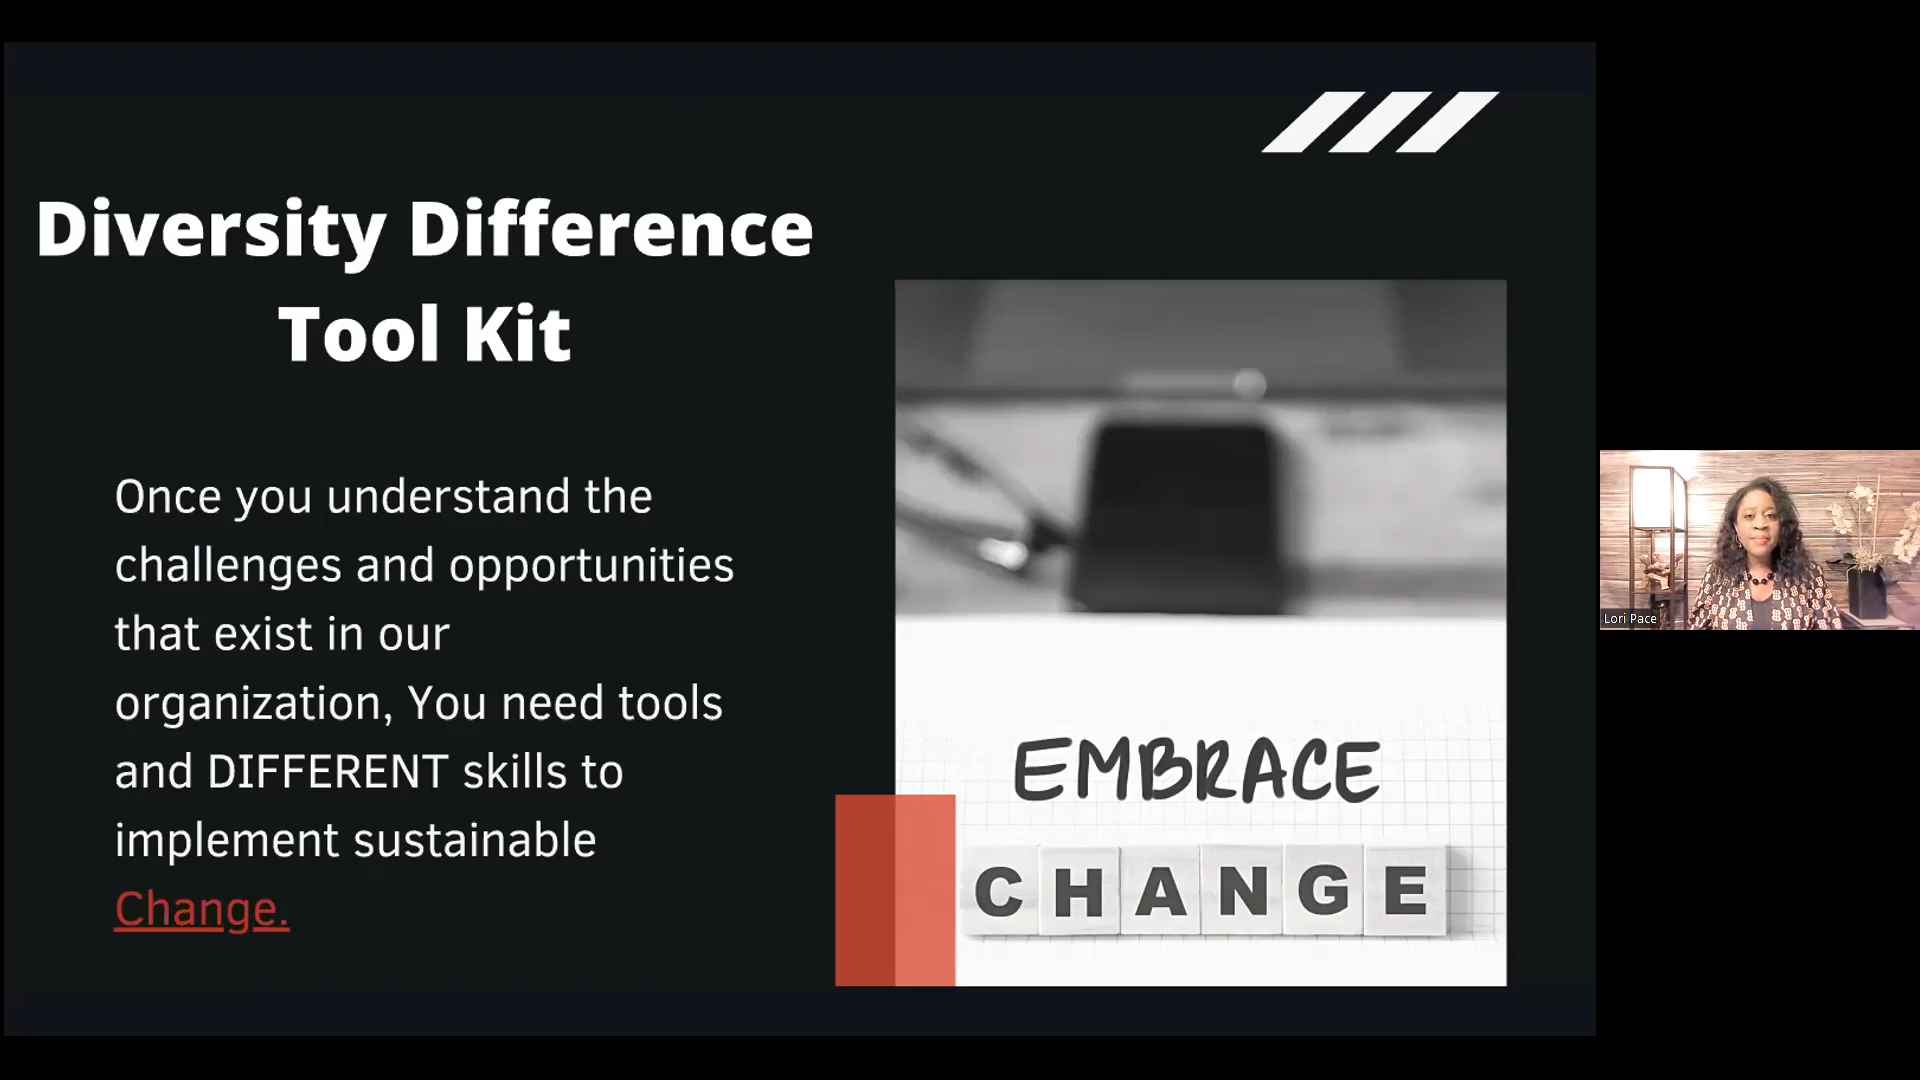 Diversity Difference
Tool Kit
Once you understand the
challenges and opportunities
that exist in our
organization, You need tools
and DIFFERENT skills to
implement sustainable
Change.
EMBRACE
CHANGE
Lori Pace